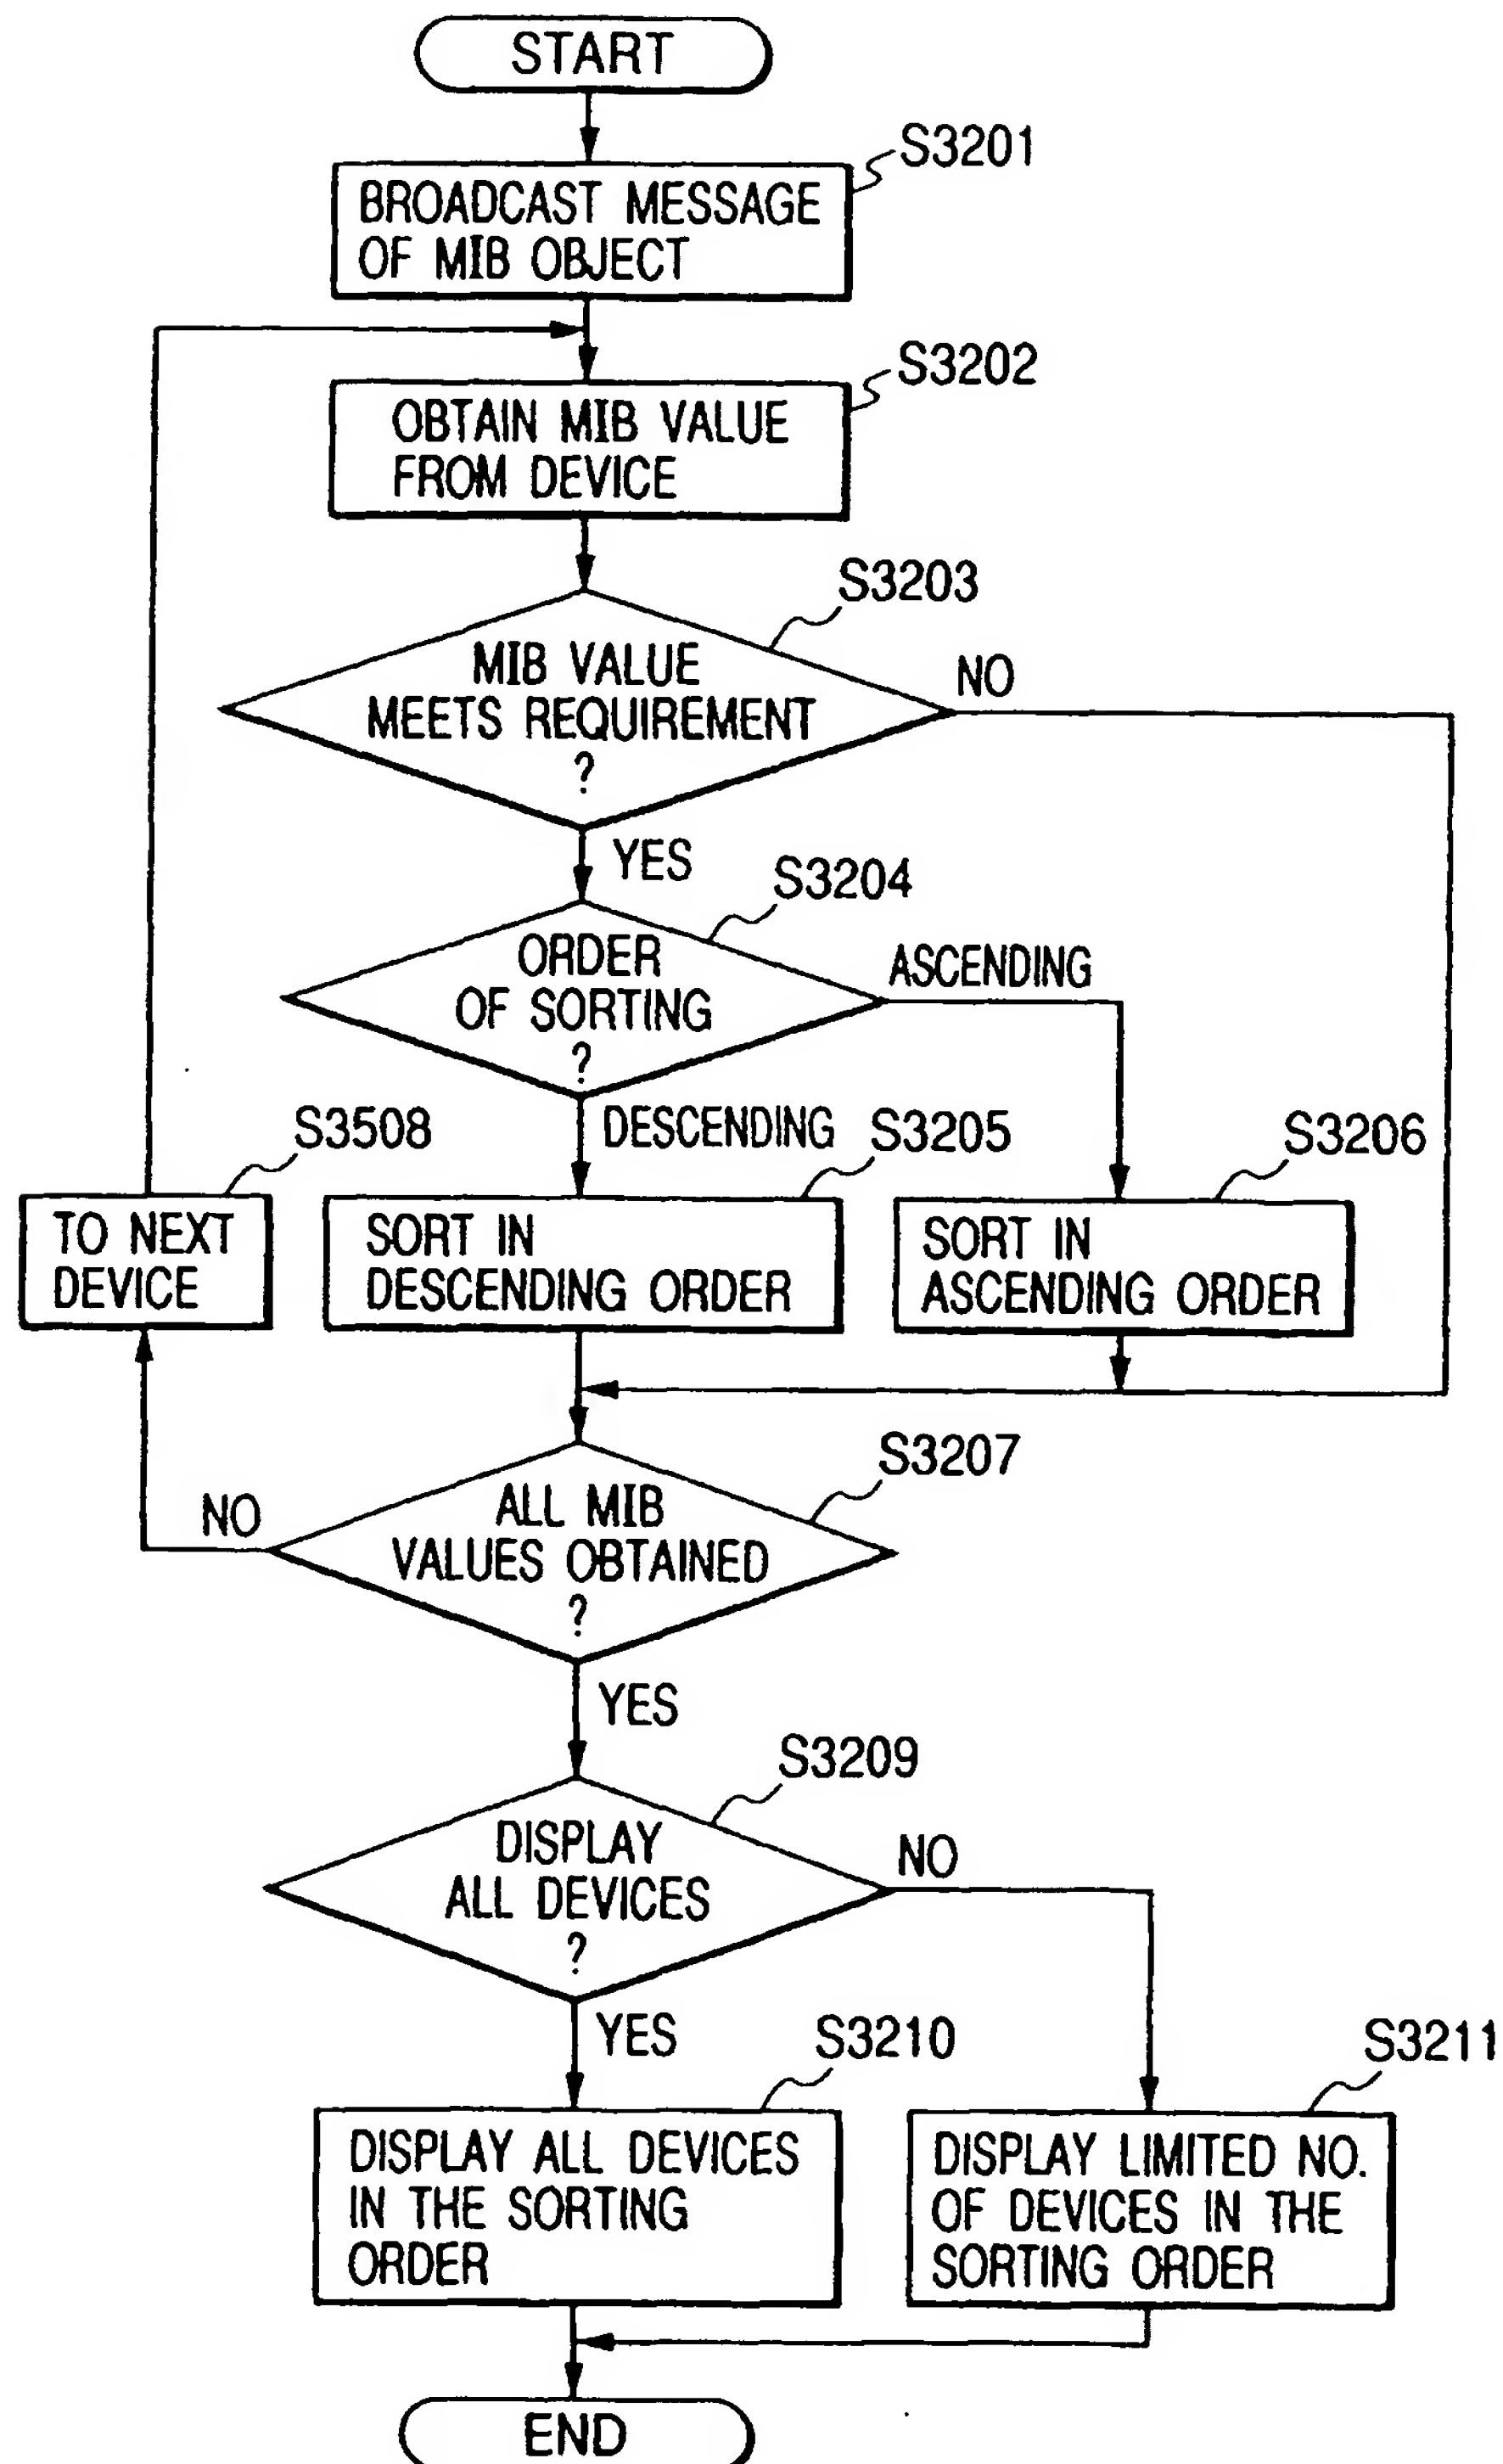 START
S3201
BROADCAST MESSAGE
OF MIB OBJECT
S3202
OBTAIN MIB VALUE
FROM DEVICE
S3203
MIB VALUE
MEETS REQUIREMENT
?
NO
YES
S3204
ORDER
OF SORTING
?
ASCENDING
DESCENDING
S3508
TO NEXT
DEVICE
S3205
SORT IN
DESCENDING ORDER
S3206
SORT IN
ASCENDING ORDER
S3207
ALL MIB
VALUES OBTAINED
?
NO
YES
S3209
DISPLAY
ALL DEVICES
?
NO
YES
S3210
DISPLAY ALL DEVICES
IN THE SORTING
ORDER
S3211
DISPLAY LIMITED NO.
OF DEVICES IN THE
SORTING ORDER
END